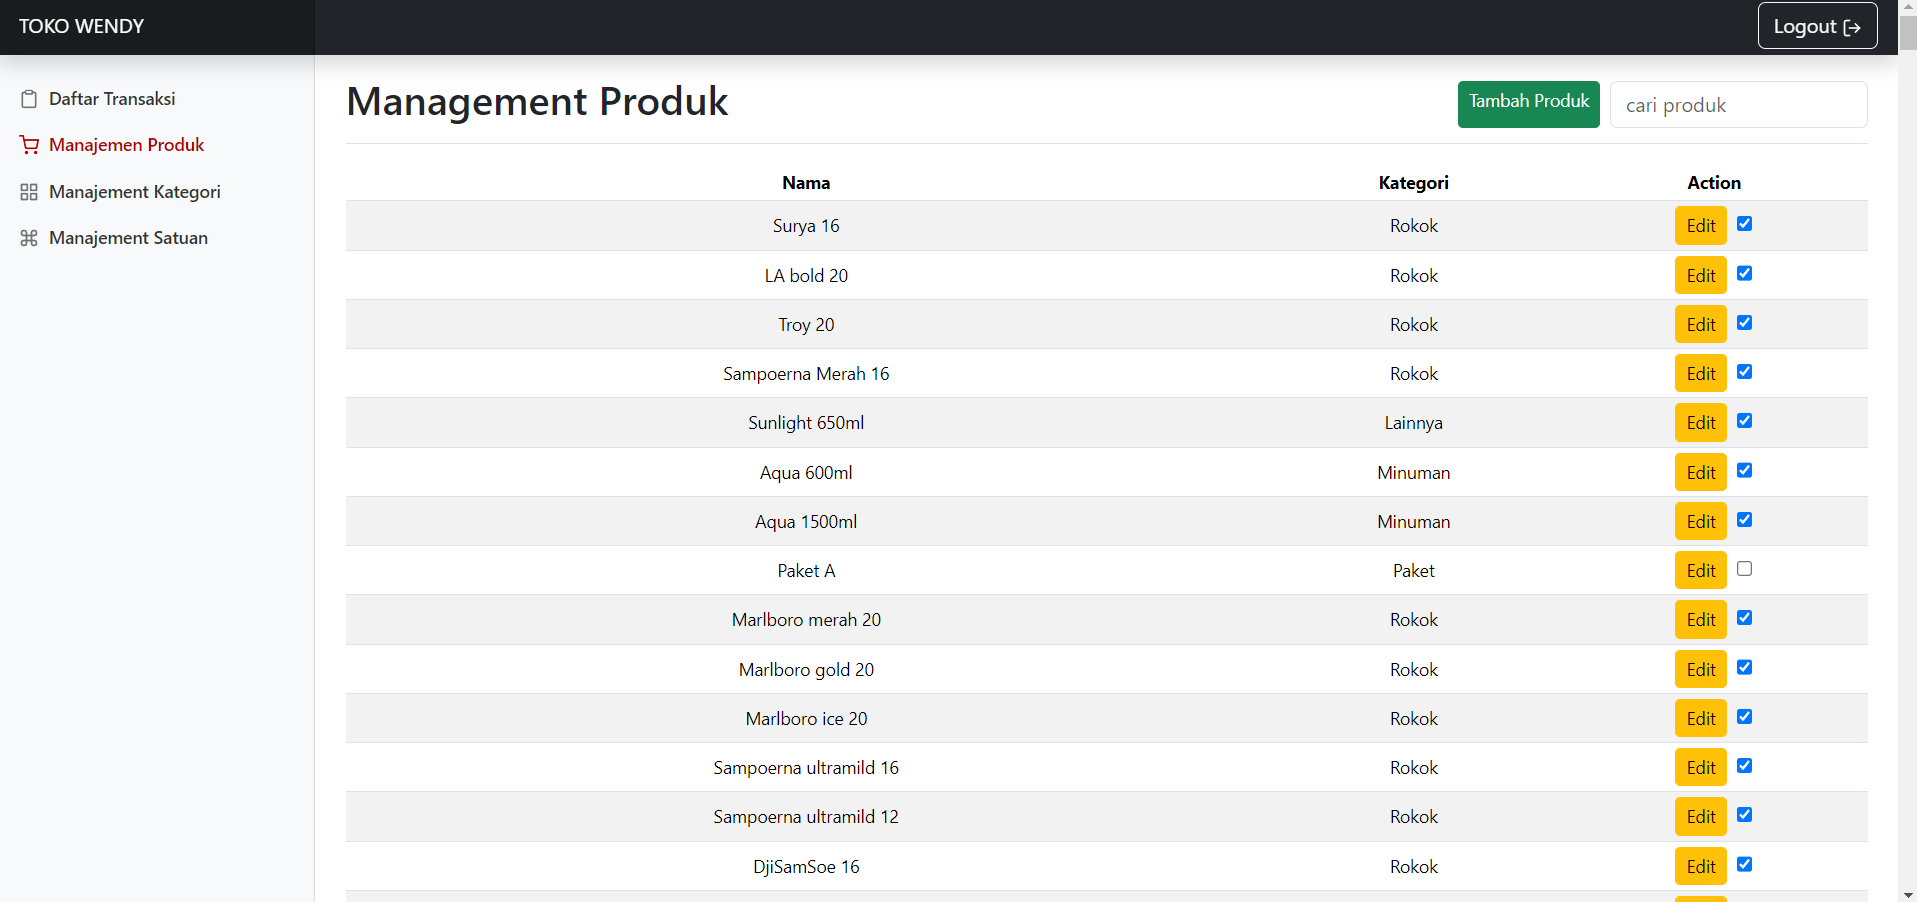 TOKO WENDY
Logout
Daftar Transaksi
Manajemen Produk
Manajement Kategori
Manajement Satuan
Management Produk
Tambah Produk
cari produk
Nama Kategori Action
Surya 16 Rokok Edit
LA bold 20 Rokok Edit
Troy 20 Rokok Edit
Sampoerna Merah 16 Rokok Edit
Sunlight 650ml Lainnya Edit
Aqua 600ml Minuman Edit
Aqua 1500ml Minuman Edit
Paket A Paket Edit
Marlboro merah 20 Rokok Edit
Marlboro gold 20 Rokok Edit
Marlboro ice 20 Rokok Edit
Sampoerna ultramild 16 Rokok Edit
Sampoerna ultramild 12 Rokok Edit
DjiSamSoe 16 Rokok Edit